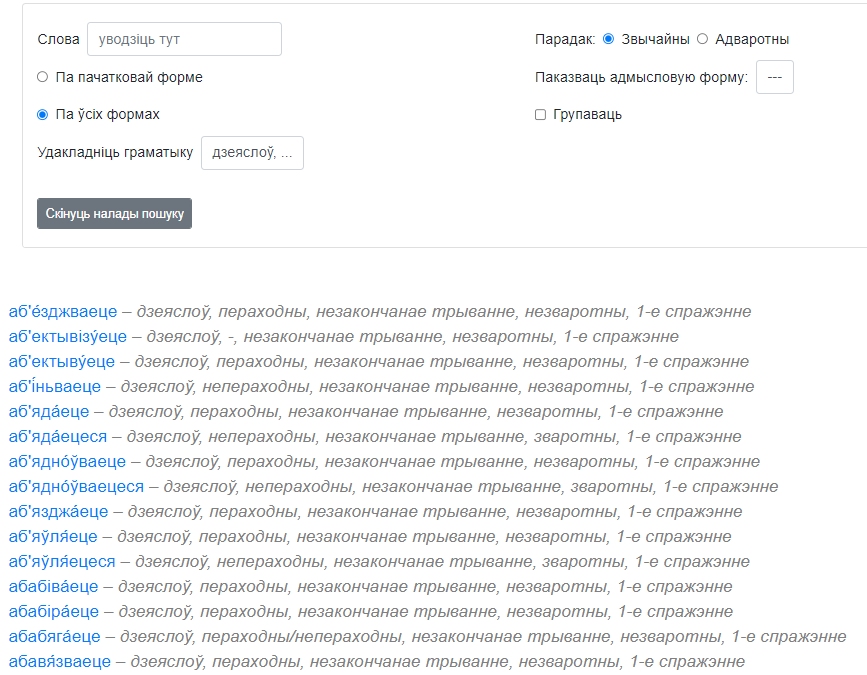 Слова уводзіць тут
Парадак: Звычайны Адваротны
Па пачатковай форме
Паказваць адмысловую форму: ---
Па ўсіх формах
Групаваць
Удакладніць граматыку дзеяслоў, ...
Скінуць налады пошуку
аб'е́зджваеце – дзеяслоў, пераходны, незакончанае трыванне, незваротны, 1-е спражэнне
аб'ектывізу́еце – дзеяслоў, -, незакончанае трыванне, незваротны, 1-е спражэнне
аб'ектыву́еце – дзеяслоў, пераходны, незакончанае трыванне, незваротны, 1-е спражэнне
аб'і́ньваеце – дзеяслоў, непераходны, незакончанае трыванне, незваротны, 1-е спражэнне
аб'яда́еце – дзеяслоў, пераходны, незакончанае трыванне, незваротны, 1-е спражэнне
аб'яда́ецеся – дзеяслоў, непераходны, незакончанае трыванне, зваротны, 1-е спражэнне
аб'ядно́ўваеце – дзеяслоў, пераходны, незакончанае трыванне, незваротны, 1-е спражэнне
аб'ядно́ўваецеся – дзеяслоў, непераходны, незакончанае трыванне, зваротны, 1-е спражэнне
аб'язджа́еце – дзеяслоў, пераходны, незакончанае трыванне, незваротны, 1-е спражэнне
аб'яўля́еце – дзеяслоў, пераходны, незакончанае трыванне, незваротны, 1-е спражэнне
аб'яўля́ецеся – дзеяслоў, непераходны, незакончанае трыванне, зваротны, 1-е спражэнне
абабіва́еце – дзеяслоў, пераходны, незакончанае трыванне, незваротны, 1-е спражэнне
абабіра́еце – дзеяслоў, пераходны, незакончанае трыванне, незваротны, 1-е спражэнне
абабяга́еце – дзеяслоў, пераходны/непераходны, незакончанае трыванне, незваротны, 1-е спражэнне
абавя́зваеце – дзеяслоў, пераходны, незакончанае трыванне, незваротны, 1-е спражэнне